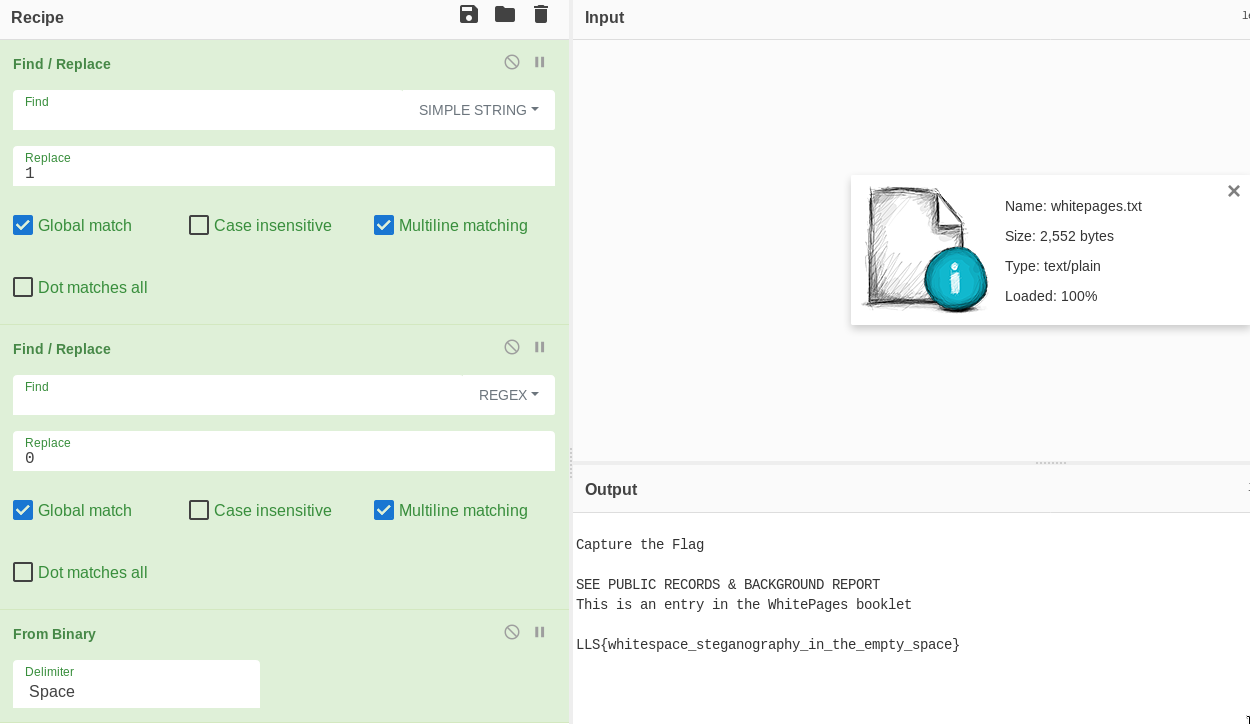 Recipe
Find / Replace
Find
SIMPLE STRING
Replace
1
Global match
Case insensitive
Multiline matching
Dot matches all
Find / Replace
Find
REGEX
Replace
0
Global match
Case insensitive
Multiline matching
Dot matches all
From Binary
Delimiter
Space
Input
Name: whitepages.txt
Size: 2,552 bytes
Type: text/plain
Loaded: 100%
Output
Capture the Flag
SEE PUBLIC RECORDS & BACKGROUND REPORT
This is an entry in the WhitePages booklet
LLS{whitespace_steganography_in_the_empty_space}